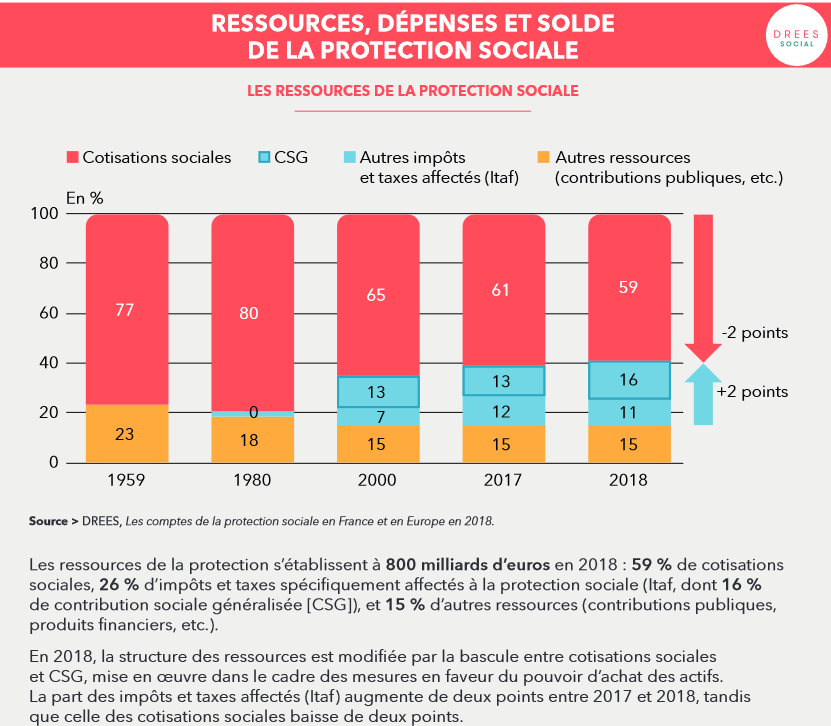 RESSOURCES, DÉPENSES ET SOLDE
DE LA PROTECTION SOCIALE
DREES
SOCIAL
LES RESSOURCES DE LA PROTECTION SOCIALE
Cotisations sociales
CSG
Autres impôts
et taxes affectés (Itaf)
Autres ressources
(contributions publiques, etc.)
En %
100
80
60
40
20
0
77
23
80
0
18
65
13
7
15
61
13
12
15
59
16
11
15
-2 points
+2 points
1959
1980
2000
2017
2018
Source > DREES, Les comptes de la protection sociale en France et en Europe en 2018.
Les ressources de la protection s’établissent à 800 milliards d’euros en 2018 : 59 % de cotisations
sociales, 26 % d’impôts et taxes spécifiquement affectés à la protection sociale (Itaf, dont 16 %
de contribution sociale généralisée [CSG]), et 15 % d’autres ressources (contributions publiques,
produits financiers, etc.).
En 2018, la structure des ressources est modifiée par la bascule entre cotisations sociales
et CSG, mise en œuvre dans le cadre des mesures en faveur du pouvoir d’achat des actifs.
La part des impôts et taxes affectés (Itaf) augmente de deux points entre 2017 et 2018, tandis
que celle des cotisations sociales baisse de deux points.